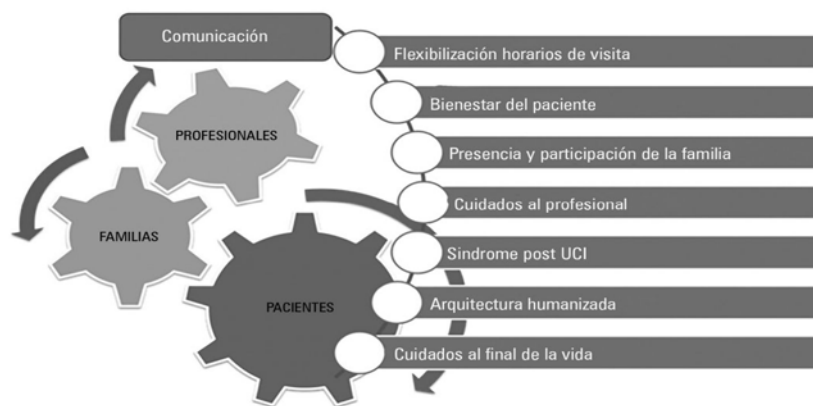 Comunicación
Flexibilización horarios de visita
Bienestar del paciente
PROFESIONALES
Presencia y participación de la familia
Cuidados al profesional
FAMILIAS
Sindrome post UCI
PACIENTES
Arquitectura humanizada
Cuidados al final de la vida